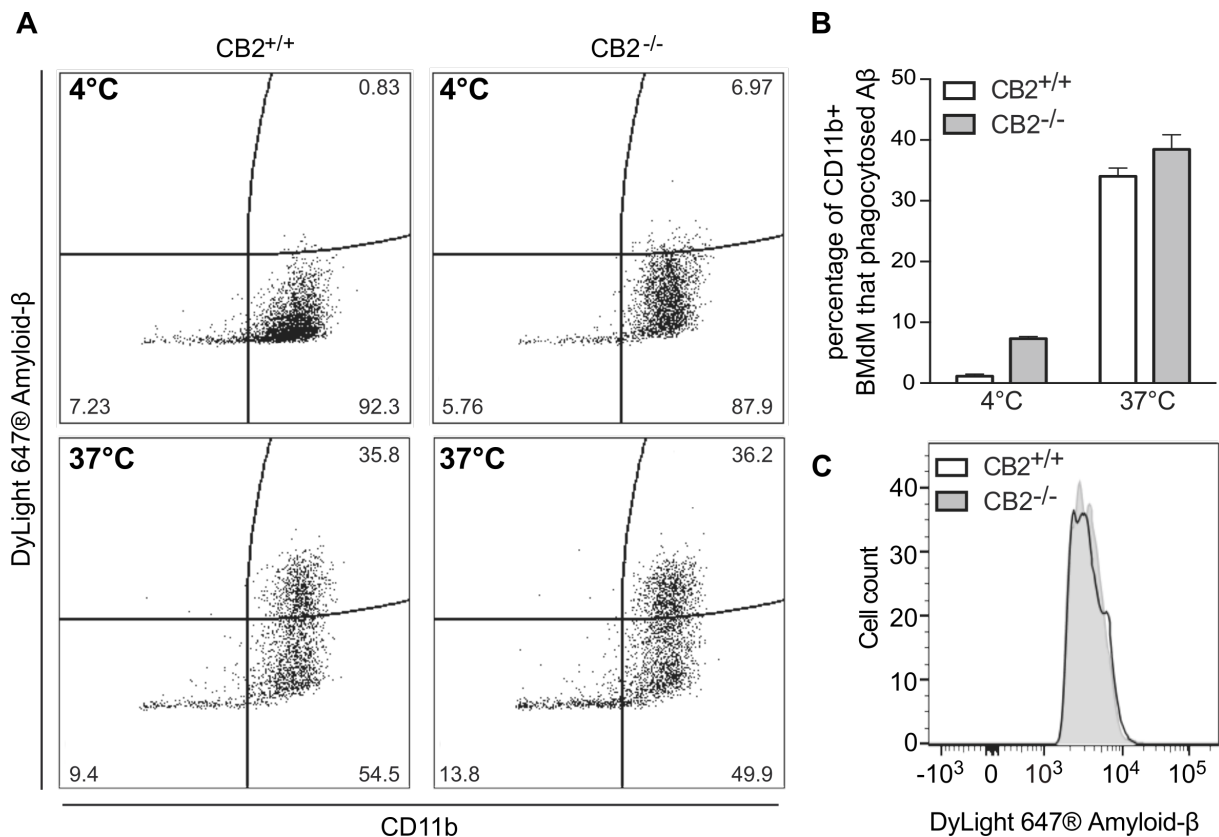 A
CB2+/+
CB2-/-
DyLight 647® Amyloid-β
4°C
0.83
7.23
92.3
4°C
6.97
5.76
87.9
37°C
35.8
9.4
54.5
37°C
36.2
13.8
49.9
CD11b
B
percentage of CD11b+
BMdM that phagocytosed Aβ
50
40
30
20
10
0
CB2+/+
CB2-/-
4°C
37°C
C
Cell count
40
30
20
10
0
CB2+/+
CB2-/-
-10³ 0 10³ 10⁴ 10⁵
DyLight 647® Amyloid-β